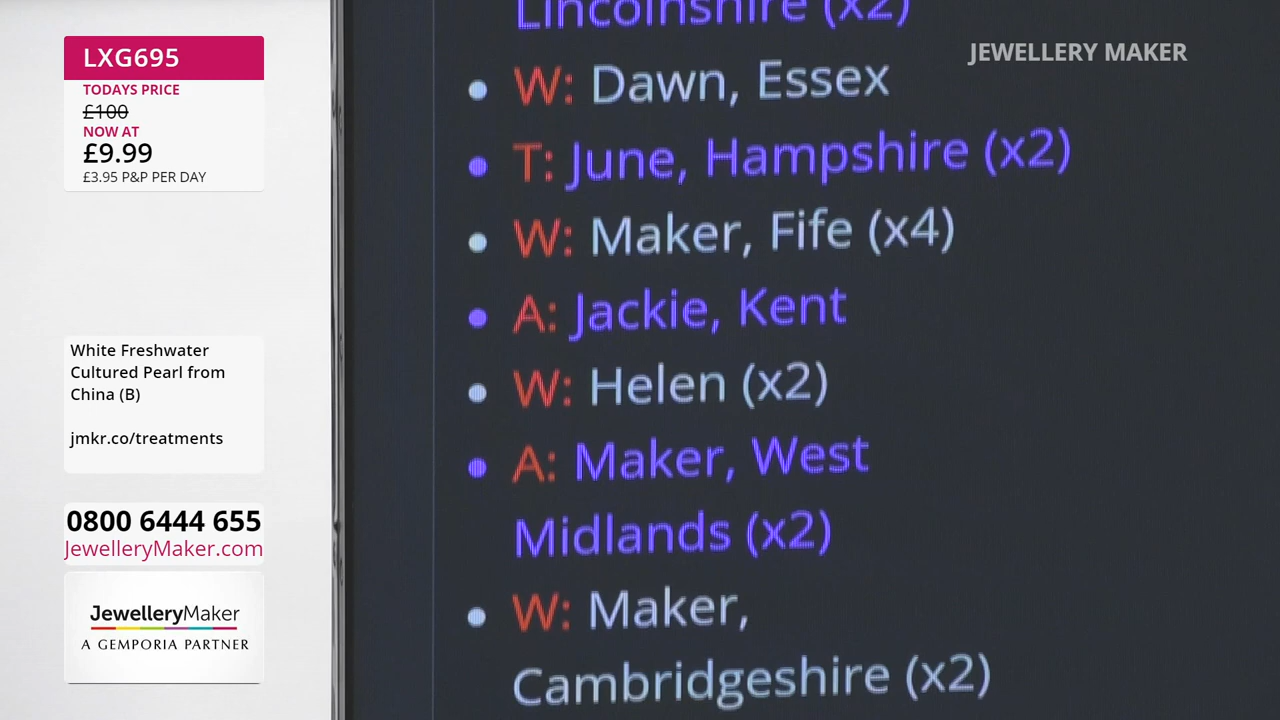 LXG695
TODAYS PRICE
£100
NOW AT
£9.99
£3.95 P&P PER DAY
White Freshwater
Cultured Pearl from
China (B)
jmkr.co/treatments
0800 6444 655
JewelleryMaker.com
JewelleryMaker
A GEMPORIA PARTNER
JEWELLERY MAKER
Lincolnshire (x2)
• W: Dawn, Essex
• T: June, Hampshire (x2)
• W: Maker, Fife (x4)
• A: Jackie, Kent
• W: Helen (x2)
• A: Maker, West
Midlands (x2)
• W: Maker,
Cambridgeshire (x2)